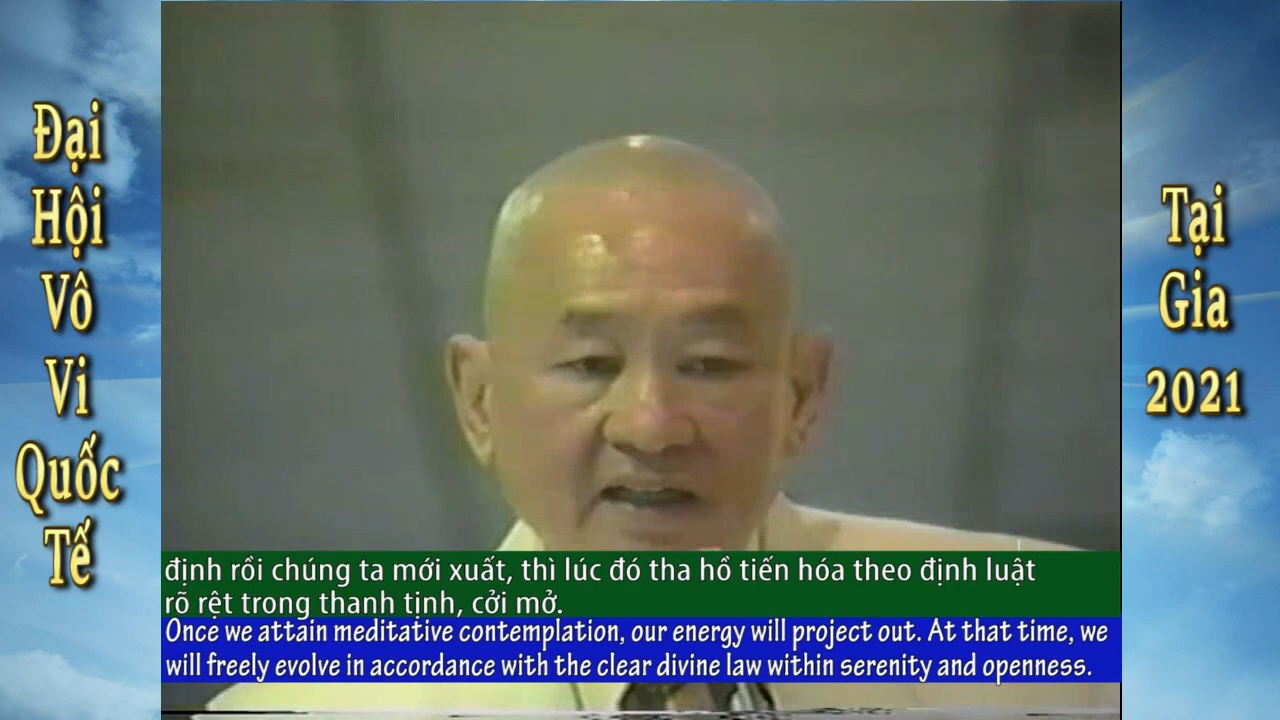 Đại
Hội
Vô
Vi
Quốc
Tế
Tại
Gia
2021
định rồi chúng ta mới xuất, thì lúc đó tha hồ tiến hóa theo định luật
rõ rệt trong thanh tịnh, cởi mở.
Once we attain meditative contemplation, our energy will project out. At that time, we
will freely evolve in accordance with the clear divine law within serenity and openness.